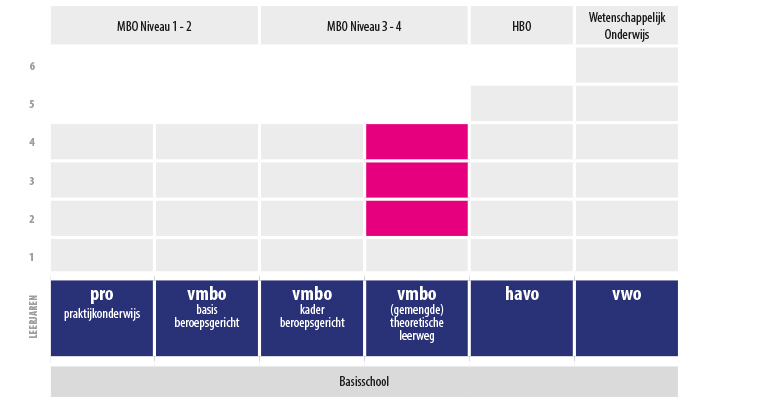 MBO Niveau 1 - 2
MBO Niveau 3 - 4
HBO
Wetenschappelijk
Onderwijs
6
5
4
3
2
1
LEERJAREN
pro
praktijkonderwijs
vmbo
basis
beroepsgericht
vmbo
kader
beroepsgericht
vmbo
(gemengde)
theoretische
leerweg
havo
vwo
Basisschool